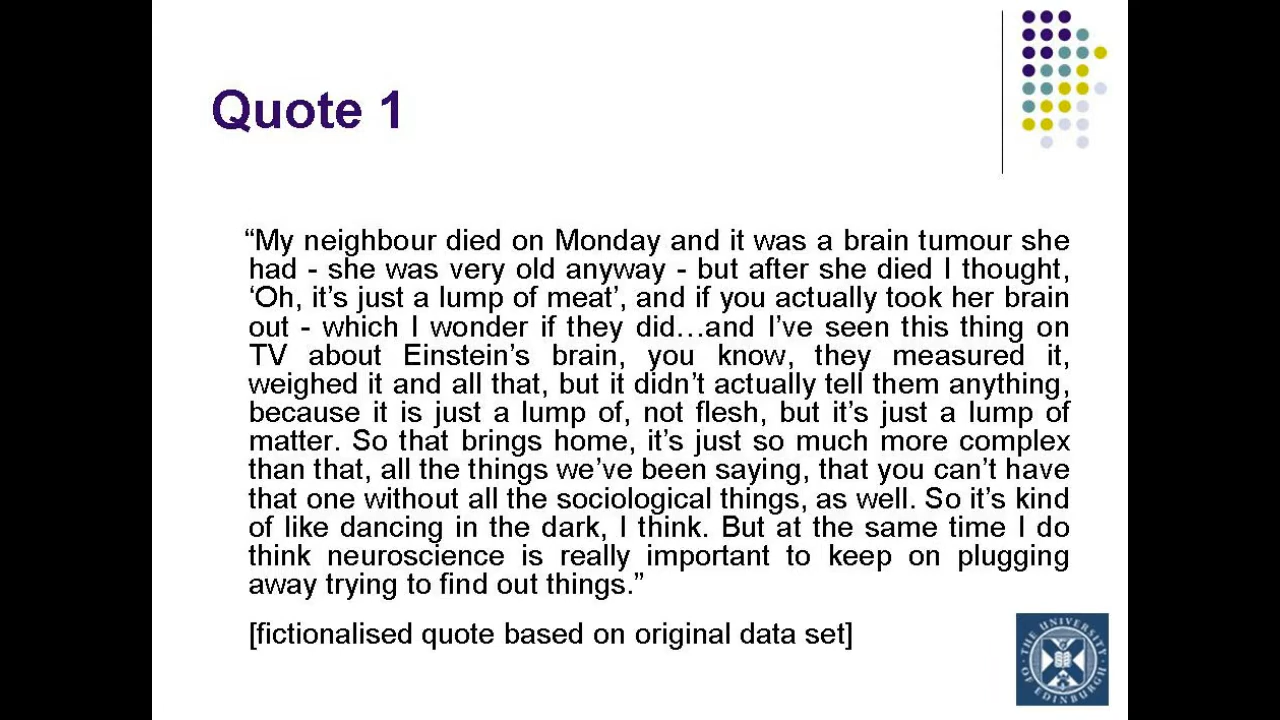 Quote 1
“My neighbour died on Monday and it was a brain tumour she
had - she was very old anyway - but after she died I thought,
‘Oh, it’s just a lump of meat’, and if you actually took her brain
out - which I wonder if they did…and I’ve seen this thing on
TV about Einstein’s brain, you know, they measured it,
weighed it and all that, but it didn’t actually tell them anything,
because it is just a lump of, not flesh, but it’s just a lump of
matter. So that brings home, it’s just so much more complex
than that, all the things we’ve been saying, that you can’t have
that one without all the sociological things, as well. So it’s kind
of like dancing in the dark, I think. But at the same time I do
think neuroscience is really important to keep on plugging
away trying to find out things.”
[fictionalised quote based on original data set]
THE UNIVERSITY OF EDINBURGH